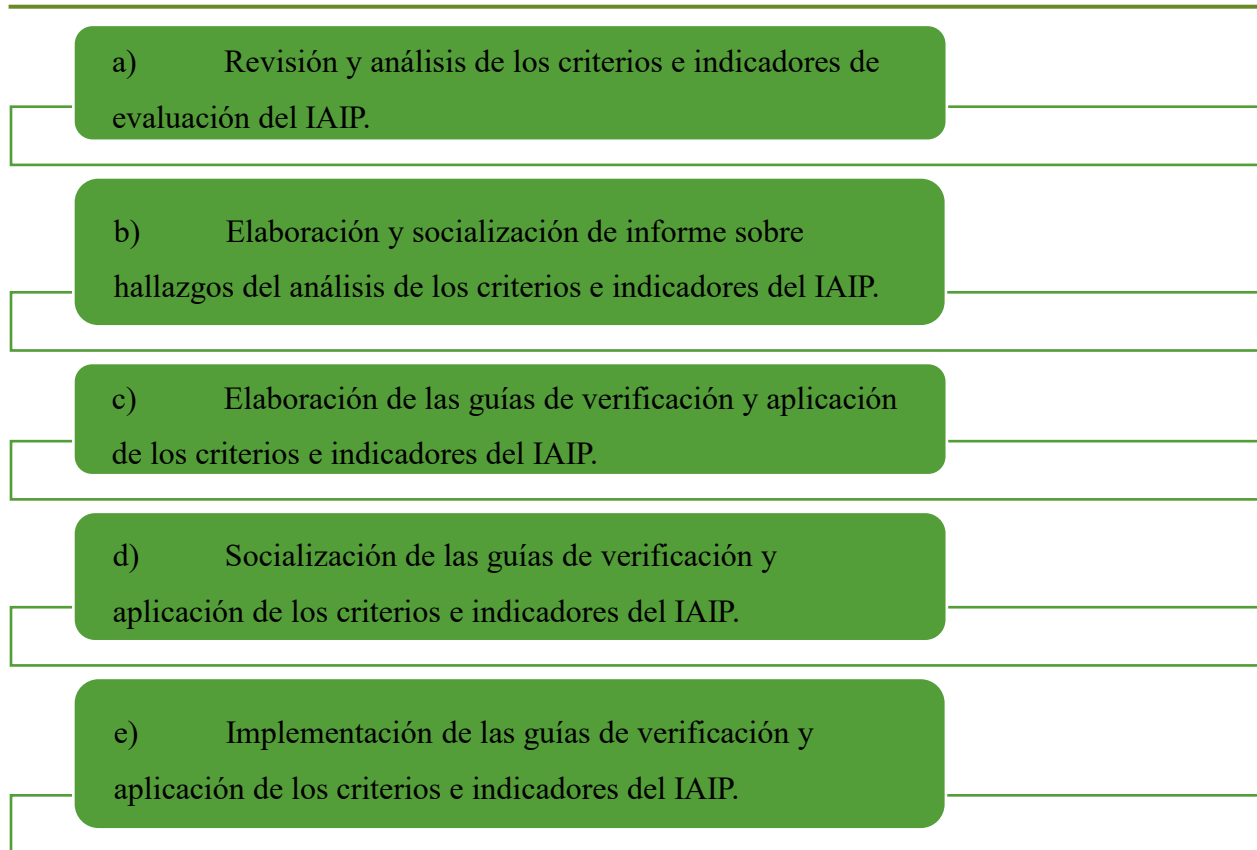 a) Revisión y análisis de los criterios e indicadores de
evaluación del IAIP.
b) Elaboración y socialización de informe sobre
hallazgos del análisis de los criterios e indicadores del IAIP.
c) Elaboración de las guías de verificación y aplicación
de los criterios e indicadores del IAIP.
d) Socialización de las guías de verificación y
aplicación de los criterios e indicadores del IAIP.
e) Implementación de las guías de verificación y
aplicación de los criterios e indicadores del IAIP.